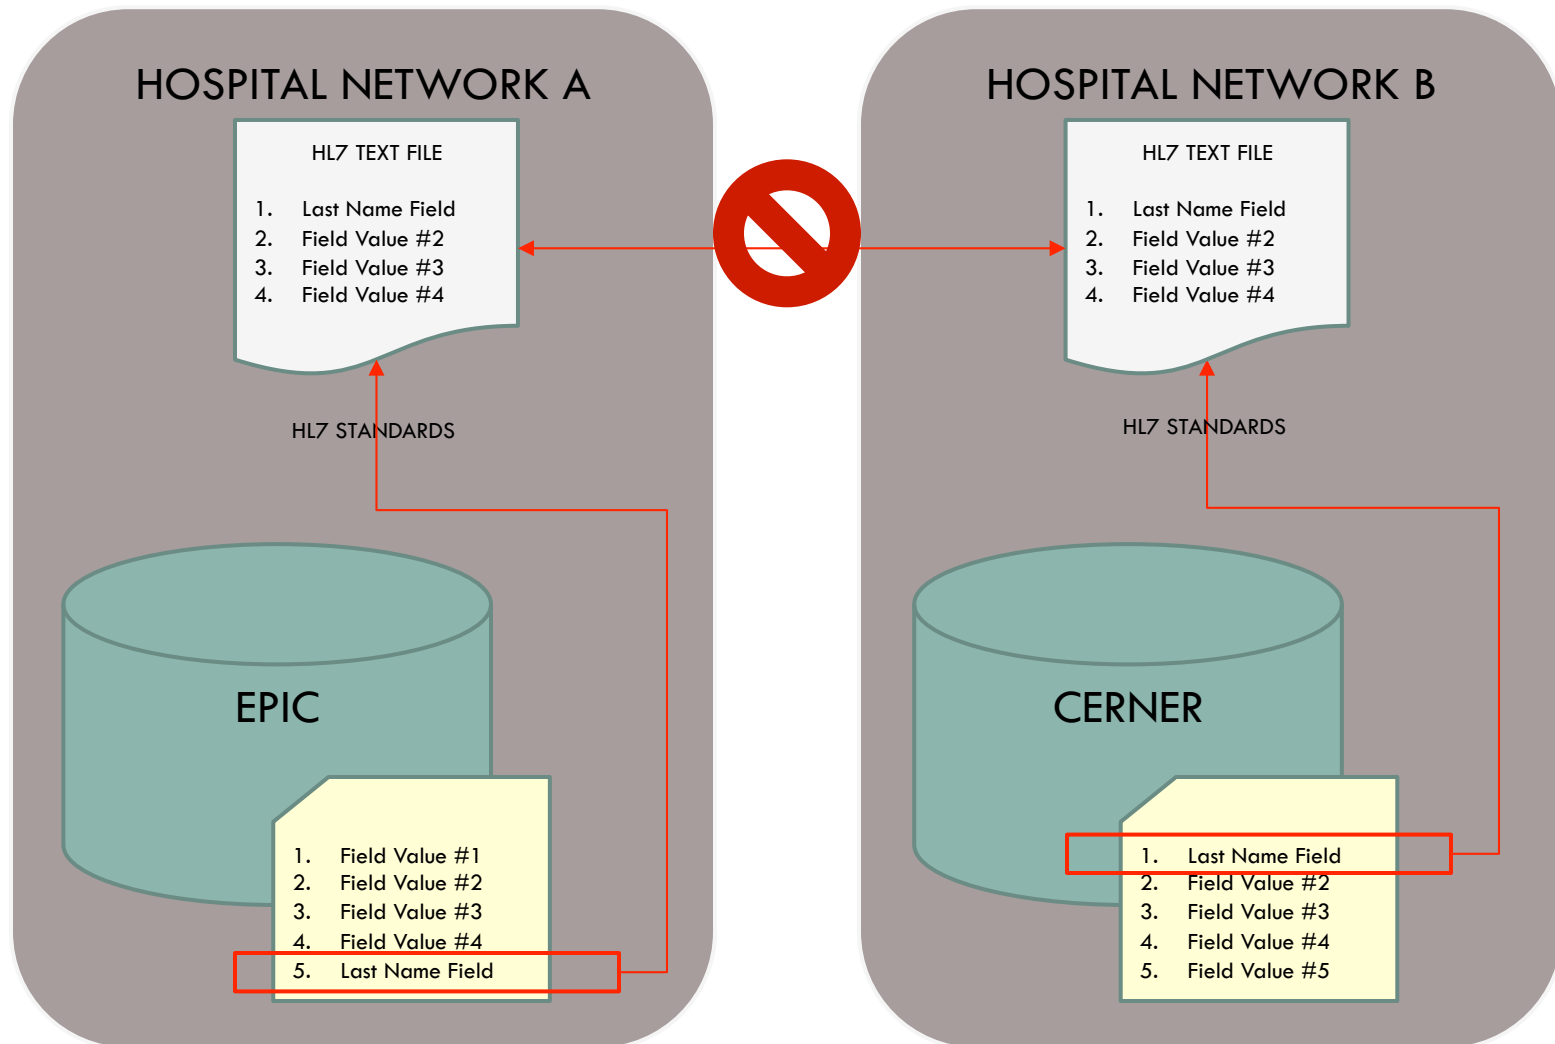 HOSPITAL NETWORK A
HL7 TEXT FILE
1. Last Name Field
2. Field Value #2
3. Field Value #3
4. Field Value #4
HL7 STANDARDS
EPIC
1. Field Value #1
2. Field Value #2
3. Field Value #3
4. Field Value #4
5. Last Name Field
HOSPITAL NETWORK B
HL7 TEXT FILE
1. Last Name Field
2. Field Value #2
3. Field Value #3
4. Field Value #4
HL7 STANDARDS
CERNER
1. Last Name Field
2. Field Value #2
3. Field Value #3
4. Field Value #4
5. Field Value #5